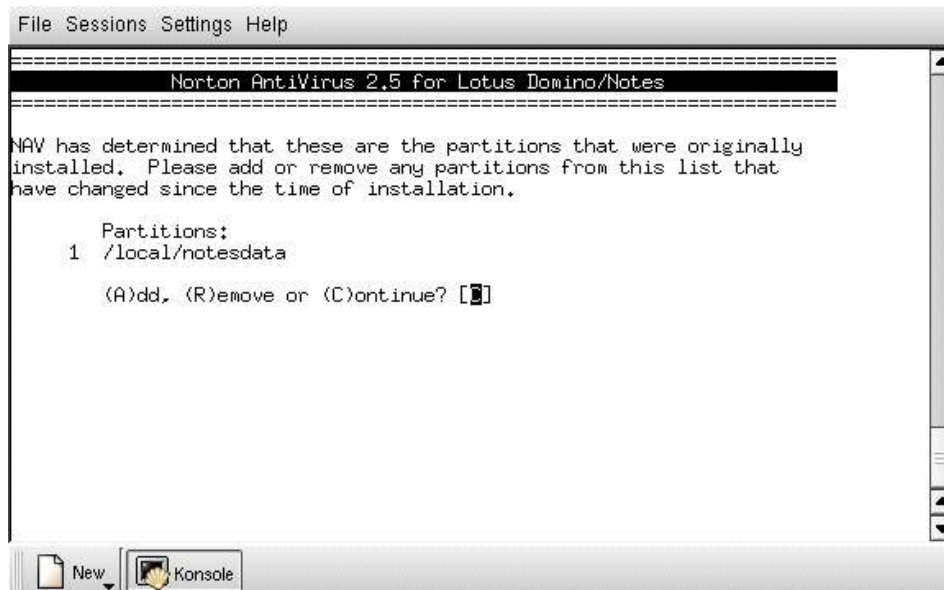 File Sessions Settings Help
========================================================================
Norton AntiVirus 2.5 for Lotus Domino/Notes
========================================================================
NAV has determined that these are the partitions that were originally
installed. Please add or remove any partitions from this list that
have changed since the time of installation.
Partitions:
1 /local/notesdata
(A)dd, (R)emove or (C)ontinue? [C]
New
Konsole